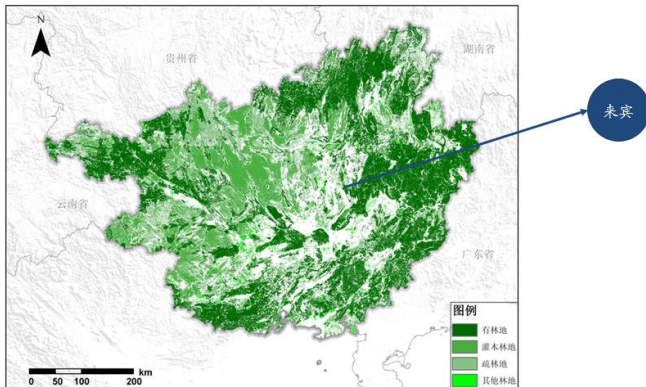 N
贵州省
湖南省
来宾
云南省
广东省
图例
有林地
灌木林地
疏林地
其他林地
km
0 50 100 200